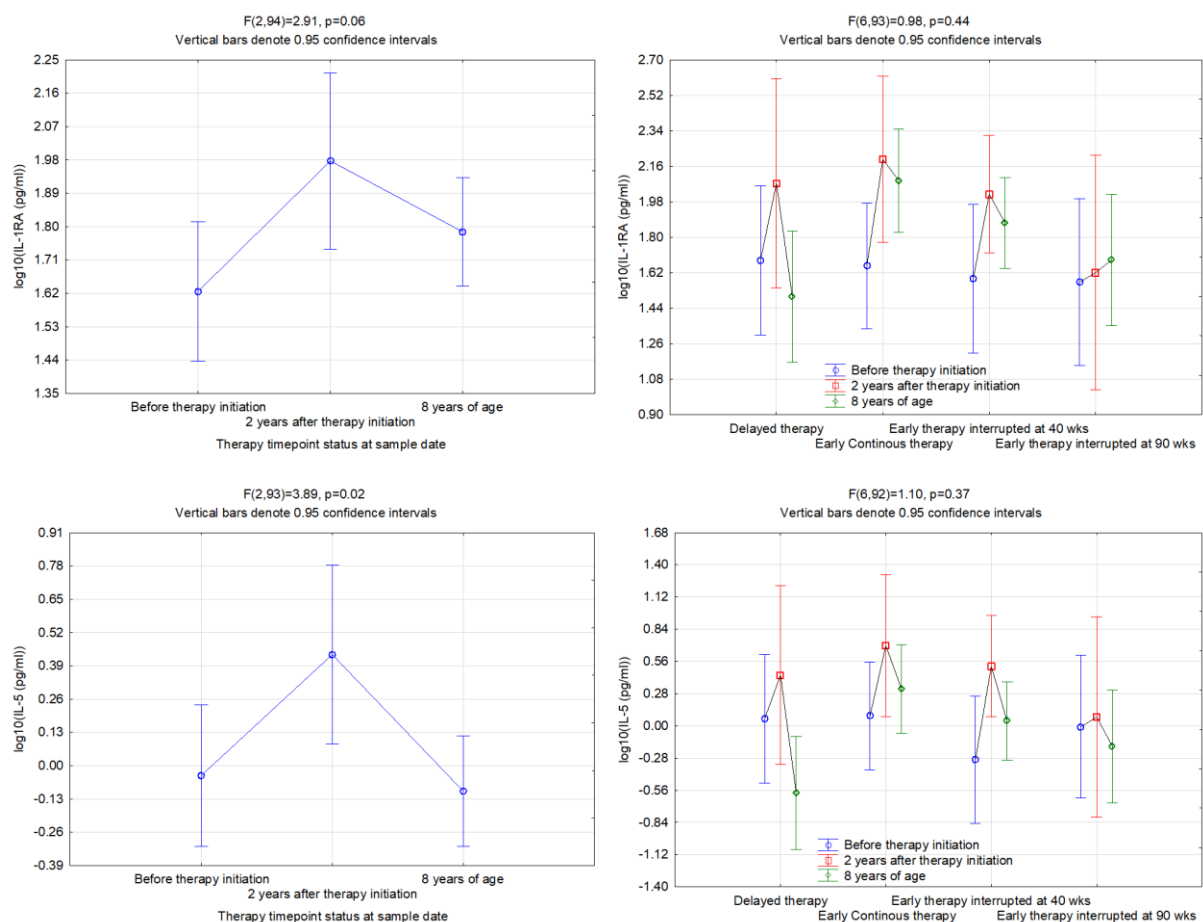 F(2,94)=2.91, p=0.06
Vertical bars denote 0.95 confidence intervals
2.25
2.16
2.07
1.98
1.89
1.80
1.71
1.62
1.53
1.44
1.35
log10(IL-1RA (pg/ml))
Before therapy initiation
2 years after therapy initiation
8 years of age
Therapy timepoint status at sample date
F(6,93)=0.98, p=0.44
Vertical bars denote 0.95 confidence intervals
2.70
2.52
2.34
2.16
1.98
1.80
1.62
1.44
1.26
1.08
0.90
log10(IL-1RA (pg/ml))
Before therapy initiation
2 years after therapy initiation
8 years of age
Delayed therapy
Early Continous therapy
Early therapy interrupted at 40 wks
Early therapy interrupted at 90 wks
F(2,93)=3.89, p=0.02
Vertical bars denote 0.95 confidence intervals
0.91
0.78
0.65
0.52
0.39
0.26
0.13
0.00
-0.13
-0.26
-0.39
log10(IL-5 (pg/ml))
Before therapy initiation
2 years after therapy initiation
8 years of age
Therapy timepoint status at sample date
F(6,92)=1.10, p=0.37
Vertical bars denote 0.95 confidence intervals
1.68
1.40
1.12
0.84
0.56
0.28
0.00
-0.28
-0.56
-0.84
-1.12
-1.40
log10(IL-5 (pg/ml))
Before therapy initiation
2 years after therapy initiation
8 years of age
Delayed therapy
Early Continous therapy
Early therapy interrupted at 40 wks
Early therapy interrupted at 90 wks